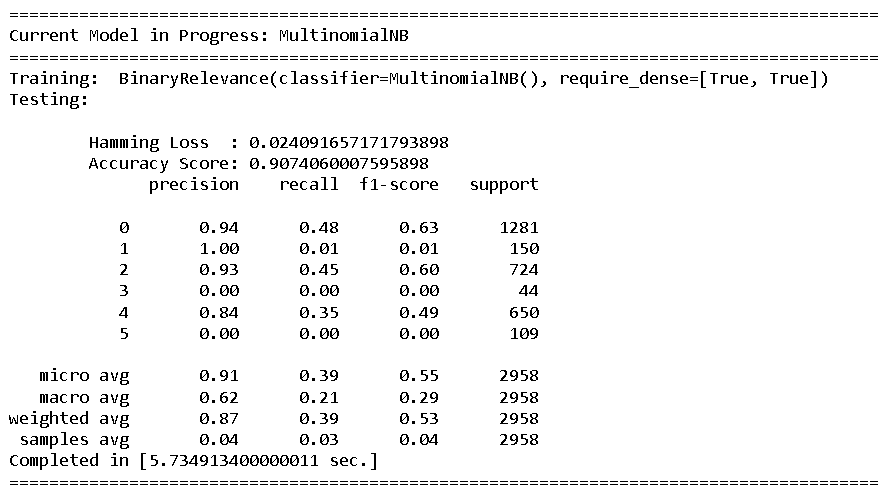 ================================================================================
Current Model in Progress: MultinomialNB
================================================================================
Training:  BinaryRelevance(classifier=MultinomialNB(), require_dense=[True, True])
Testing:
Hamming Loss  : 0.024091657171793898
Accuracy Score: 0.9074060007595898
precision    recall  f1-score   support
0       0.94      0.48      0.63      1281
1       1.00      0.01      0.01       150
2       0.93      0.45      0.60       724
3       0.00      0.00      0.00        44
4       0.84      0.35      0.49       650
5       0.00      0.00      0.00       109
micro avg       0.91      0.39      0.55      2958
macro avg       0.62      0.21      0.29      2958
weighted avg       0.87      0.39      0.53      2958
samples avg       0.04      0.03      0.04      2958
Completed in [5.734913400000011 sec.]
================================================================================